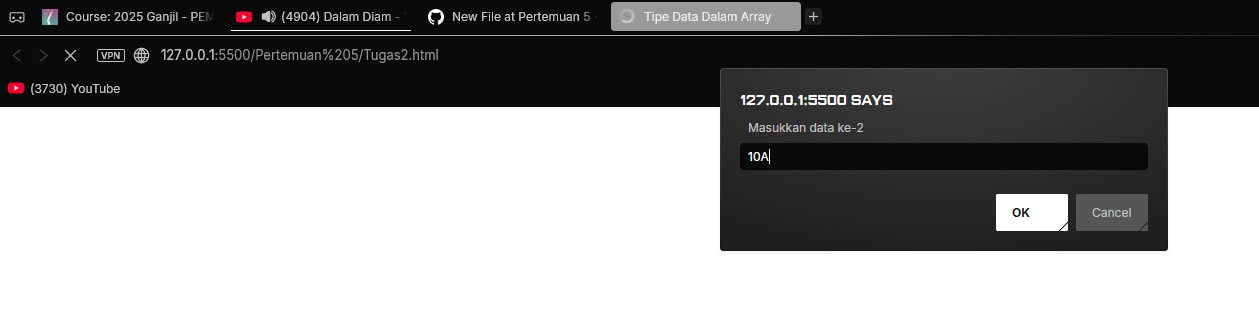 Course: 2025 Ganjil - PEM
(4904) Dalam Diam -
New File at Pertemuan 5
Tipe Data Dalam Array
VPN
127.0.0.1:5500/Pertemuan%205/Tugas2.html
(3730) YouTube
127.0.0.1:5500 SAYS
Masukkan data ke-2
10A
OK
Cancel